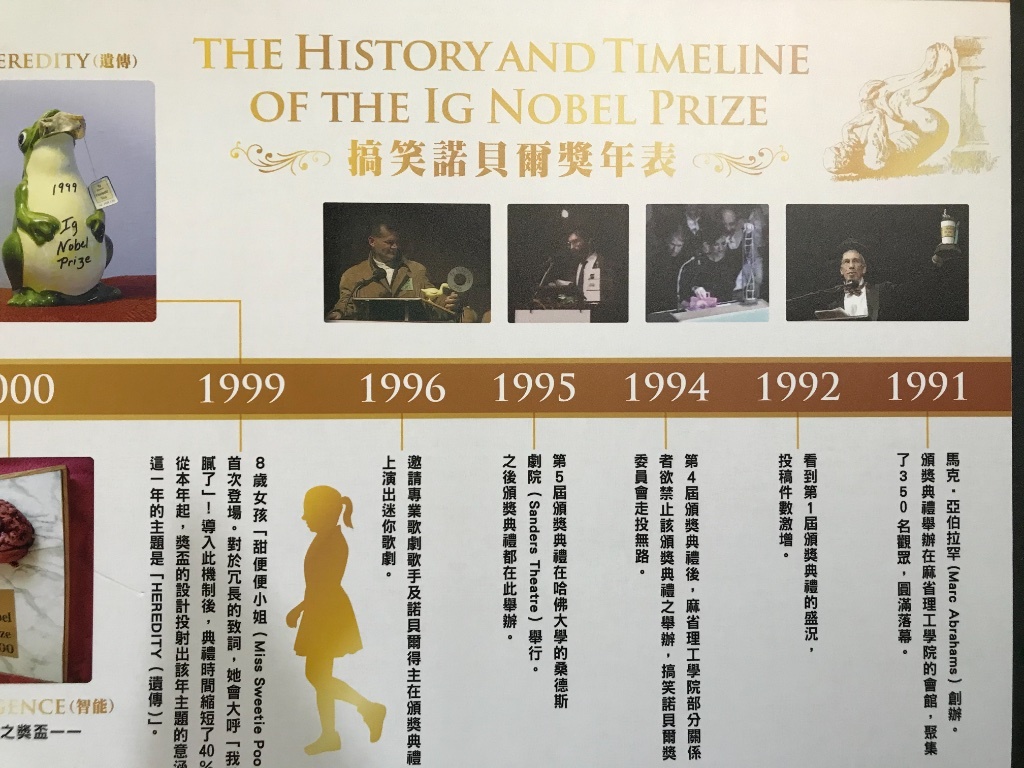 EREDITY(遺傳)
THE HISTORY AND TIMELINE
OF THE IG NOBEL PRIZE
搞笑諾貝爾獎年表
1999
Ig
Nobel
Prize
000
1999
1996
1995
1994
1992
1991
馬克·亞伯拉罕(Marc Abrahams)創辦。
頒獎典禮舉辦在麻省理工學院的會館,聚集
了350名觀眾,圓滿落幕。
看到第1屆頒獎典禮的盛況,
投稿件數激增。
第4屆頒獎典禮後,麻省理工學院部分關係
者欲禁止該頒獎典禮之舉辦,搞笑諾貝爾獎
委員會走投無路。
第5屆頒獎典禮在哈佛大學的桑德斯
劇院(Sanders Theatre)舉行。
之後頒獎典禮都在此舉辦。
邀請專業歌劇歌手及諾貝爾得主在頒獎典禮
上演出迷你歌劇。
8歲女孩「甜便便小姐(Miss Sweetie Poo
首次登場。對於冗長的致詞,她會大呼「我
膩了」!導入此機制後,典禮時間縮短了40%
從本年起,獎盃的設計投射出該年主題的意涵
這一年的主題是「HEREDITY(遺傳)」。
GENCE(智能)
之獎盃一一